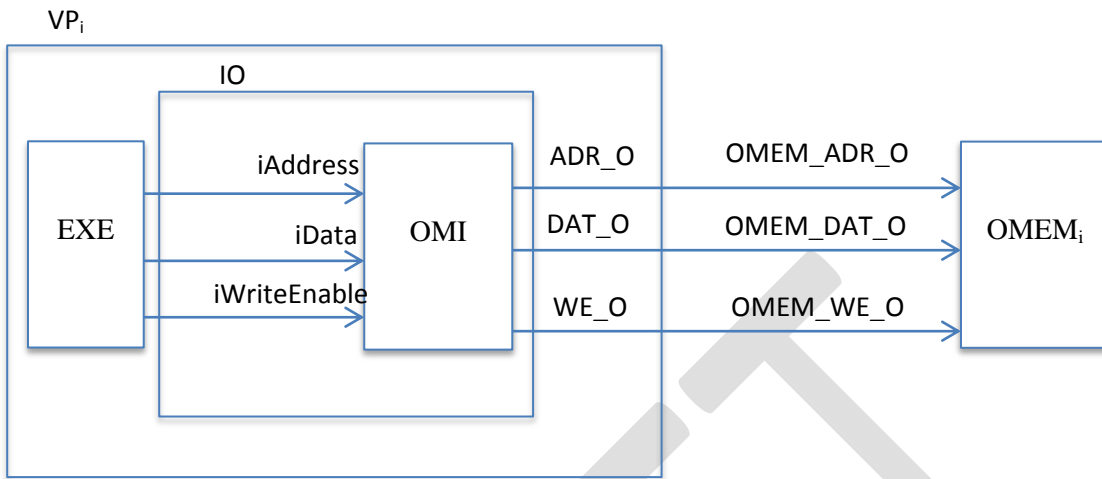 VPi
IO
iAddress
ADR_O
OMEM_ADR_O
EXE
iData
OMI
DAT_O
OMEM_DAT_O
OMEMi
iWriteEnable
WE_O
OMEM_WE_O